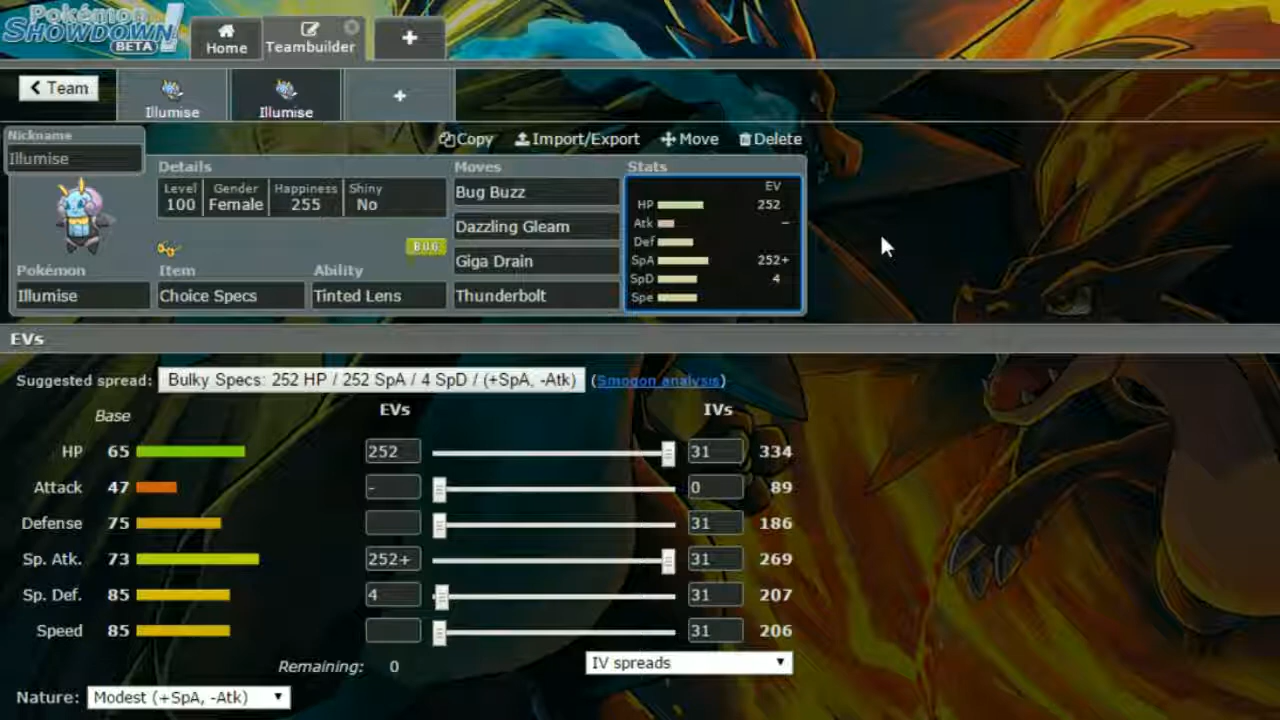 Pokémon
SHOWDOWN!
BETA
Home
Teambuilder
+
< Team
Illumise
Illumise
+
Nickname
Illumise
Copy
Import/Export
Move
Delete
Details
Level
100
Gender
Female
Happiness
255
Shiny
No
BUG
Pokémon
Illumise
Item
Choice Specs
Ability
Tinted Lens
Moves
Bug Buzz
Dazzling Gleam
Giga Drain
Thunderbolt
Stats
EV
HP 252
Atk -
Def
SpA 252+
SpD 4
Spe
EVs
Suggested spread: Bulky Specs: 252 HP / 252 SpA / 4 SpD / (+SpA, -Atk) (Smogon analysis)
Base EVs IVs
HP 65 252 31 334
Attack 47 - 0 89
Defense 75 31 186
Sp. Atk. 73 252+ 31 269
Sp. Def. 85 4 31 207
Speed 85 31 206
Remaining: 0
IV spreads
Nature: Modest (+SpA, -Atk)